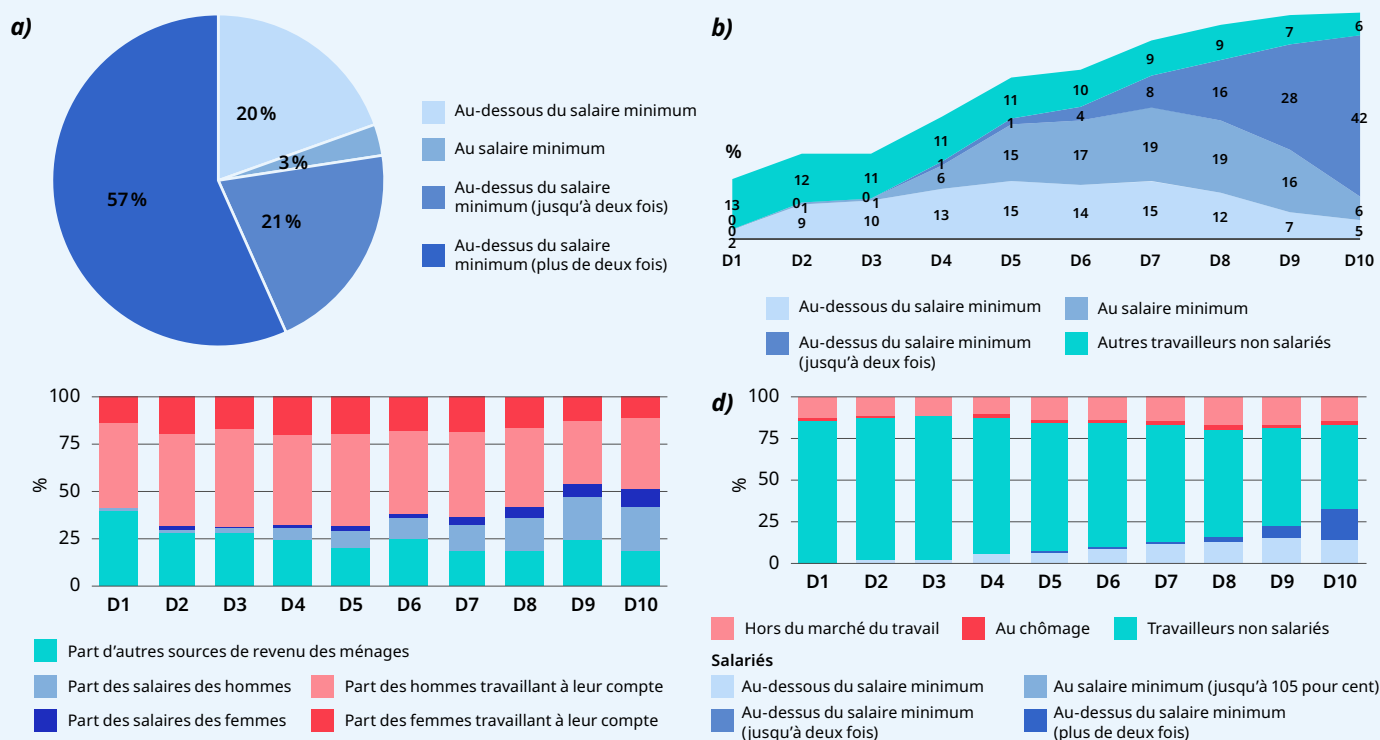 a)
20 %
3 %
21 %
57 %
Au-dessous du salaire minimum
Au salaire minimum
Au-dessus du salaire
minimum (jusqu'à deux fois)
Au-dessus du salaire
minimum (plus de deux fois)
b)
%
13
0
0
2
12
0
1
9
11
0
1
10
11
1
6
13
11
1
15
15
10
4
17
14
9
8
19
15
9
16
19
12
7
28
16
7
6
42
6
5
D1 D2 D3 D4 D5 D6 D7 D8 D9 D10
Au-dessous du salaire minimum
Au salaire minimum
Au-dessus du salaire minimum
(jusqu'à deux fois)
Autres travailleurs non salariés
100
75
50
25
0
%
D1 D2 D3 D4 D5 D6 D7 D8 D9 D10
Part d'autres sources de revenu des ménages
Part des salaires des hommes
Part des hommes travaillant à leur compte
Part des salaires des femmes
Part des femmes travaillant à leur compte
d)
100
75
50
25
0
%
D1 D2 D3 D4 D5 D6 D7 D8 D9 D10
Hors du marché du travail
Au chômage
Travailleurs non salariés
Salariés
Au-dessous du salaire minimum
Au salaire minimum (jusqu'à 105 pour cent)
Au-dessus du salaire minimum
(jusqu'à deux fois)
Au-dessus du salaire minimum
(plus de deux fois)